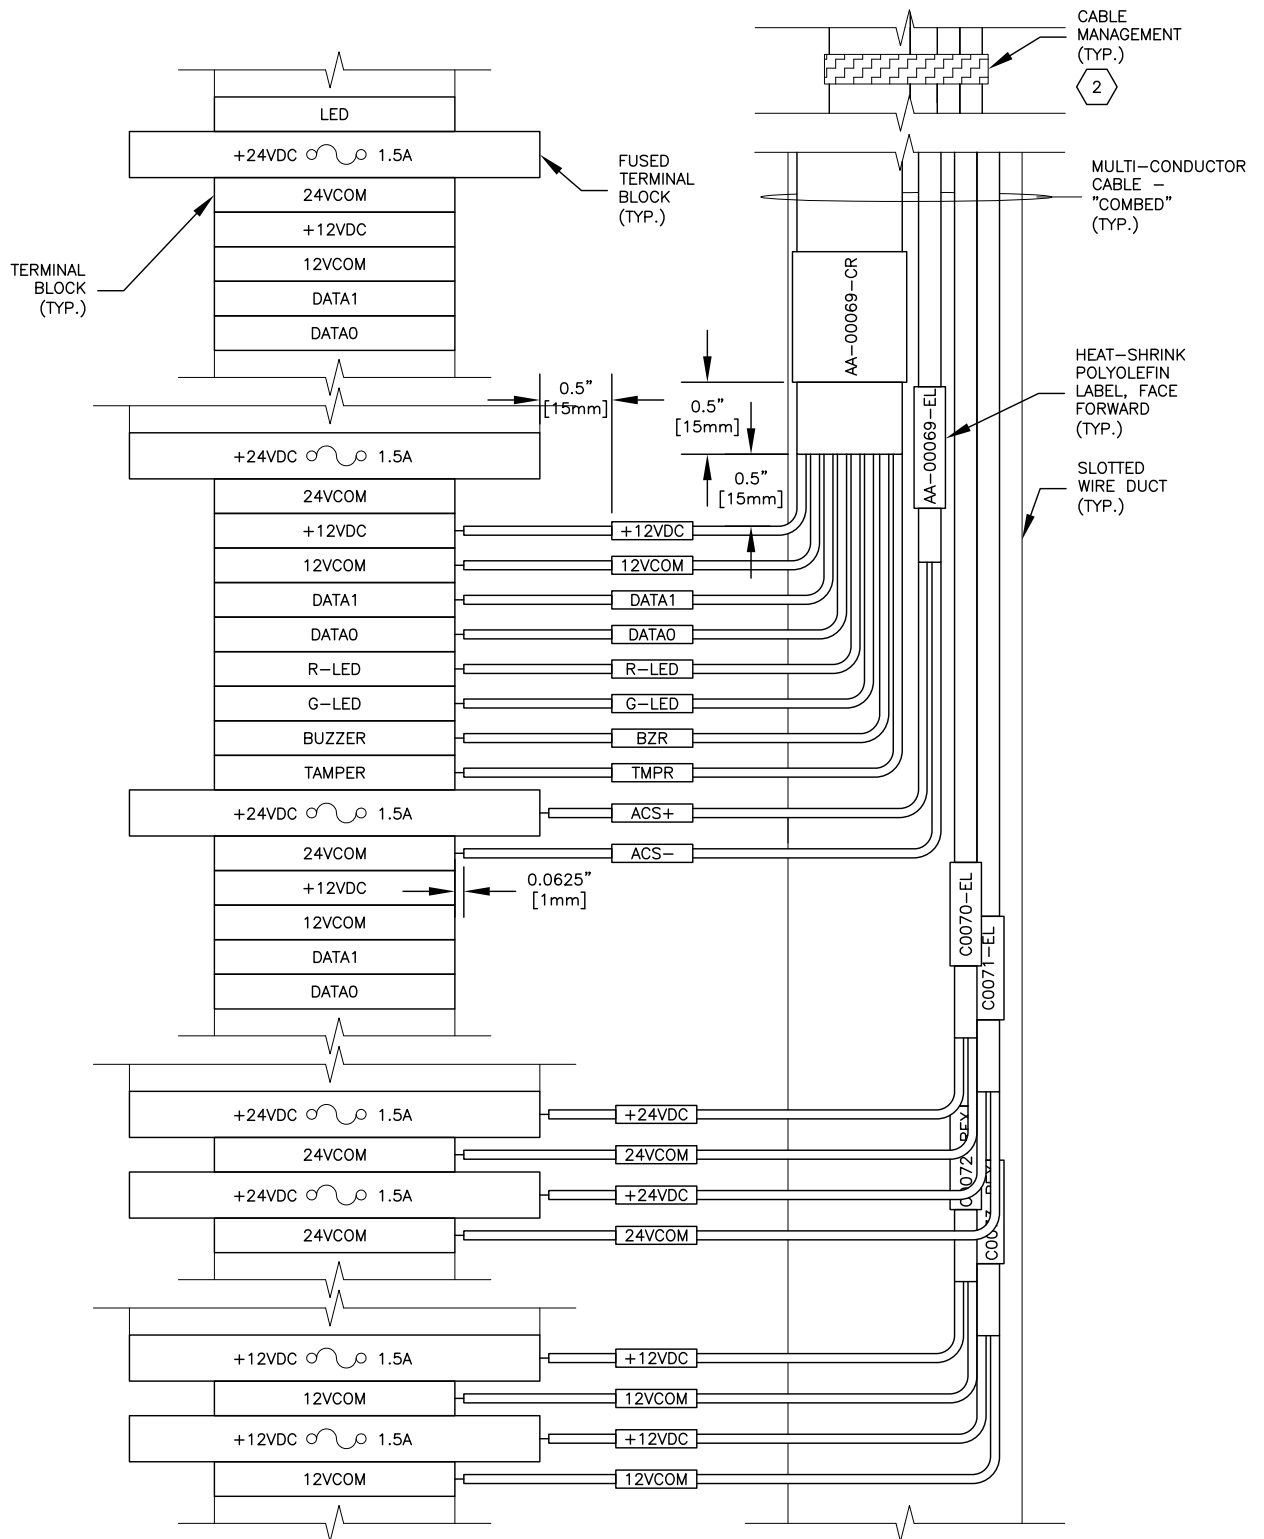 CABLE
MANAGEMENT
(TYP.)
2
LED
+24VDC 1.5A
24VCOM
+12VDC
12VCOM
DATA1
DATA0
FUSED
TERMINAL
BLOCK
(TYP.)
TERMINAL
BLOCK
(TYP.)
MULTI-CONDUCTOR
CABLE -
"COMBED"
(TYP.)
AA-00069-CR
HEAT-SHRINK
POLYOLEFIN
LABEL, FACE
FORWARD
(TYP.)
AA-00069-EL
SLOTTED
WIRE DUCT
(TYP.)
0.5"
[15mm]
0.5"
[15mm]
0.5"
[15mm]
+24VDC 1.5A
24VCOM
+12VDC +12VDC
12VCOM 12VCOM
DATA1 DATA1
DATA0 DATA0
R-LED R-LED
G-LED G-LED
BUZZER BZR
TAMPER TMPR
+24VDC 1.5A ACS+
24VCOM ACS-
+12VDC
0.0625"
[1mm]
12VCOM
DATA1
DATA0
C0070-EL
C0071-EL
+24VDC 1.5A +24VDC
24VCOM 24VCOM
+24VDC 1.5A +24VDC
24VCOM 24VCOM
+12VDC 1.5A +12VDC
12VCOM 12VCOM
+12VDC 1.5A +12VDC
12VCOM 12VCOM